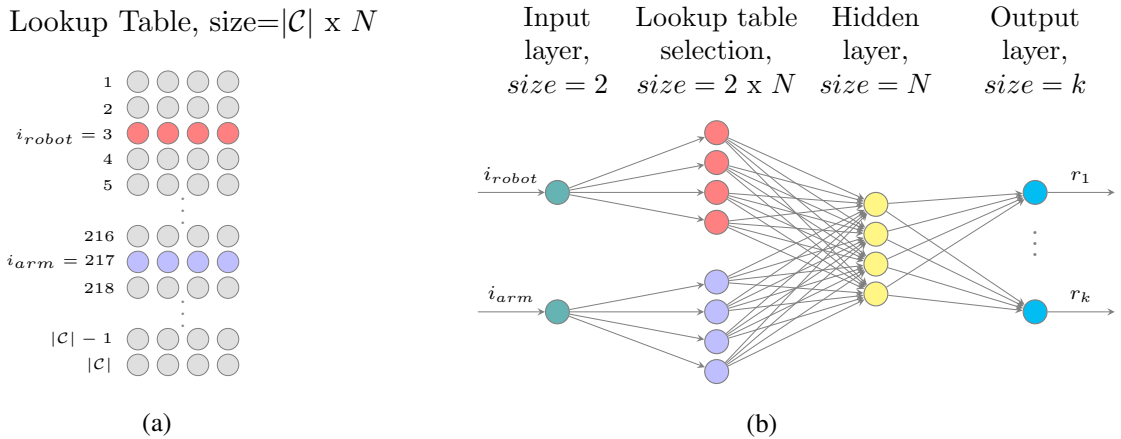 Lookup Table, size=|𝒞| x N
1
2
i_robot = 3
4
5
216
i_arm = 217
218
|𝒞| − 1
|𝒞|
(a)
Input
layer,
size = 2
Lookup table
selection,
size = 2 x N
Hidden
layer,
size = N
Output
layer,
size = k
i_robot
r_1
i_arm
r_k
(b)